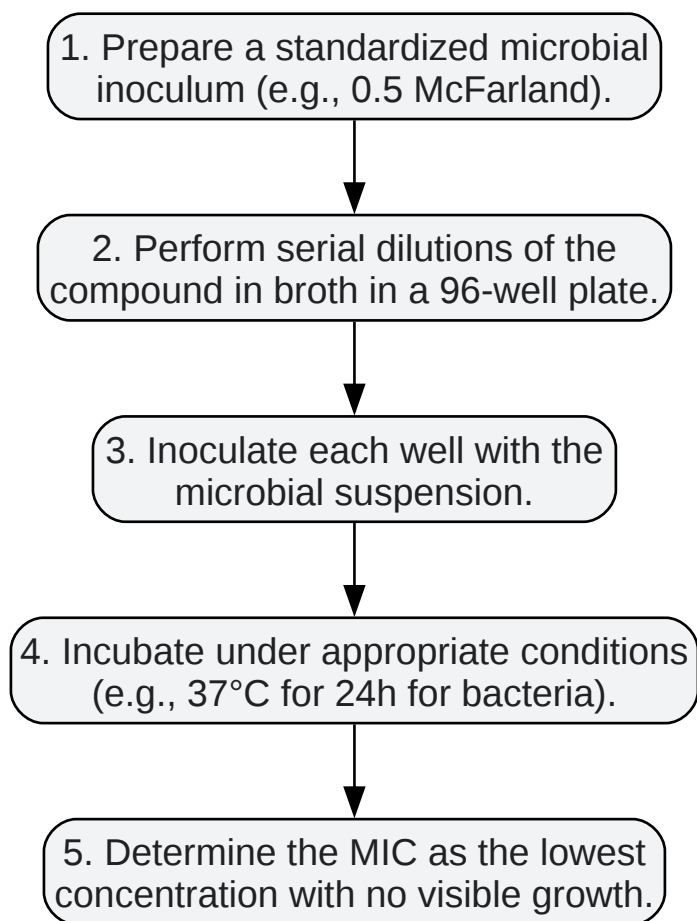 1. Prepare a standardized microbial
inoculum (e.g., 0.5 McFarland).
2. Perform serial dilutions of the
compound in broth in a 96-well plate.
3. Inoculate each well with the
microbial suspension.
4. Incubate under appropriate conditions
(e.g., 37°C for 24h for bacteria).
5. Determine the MIC as the lowest
concentration with no visible growth.